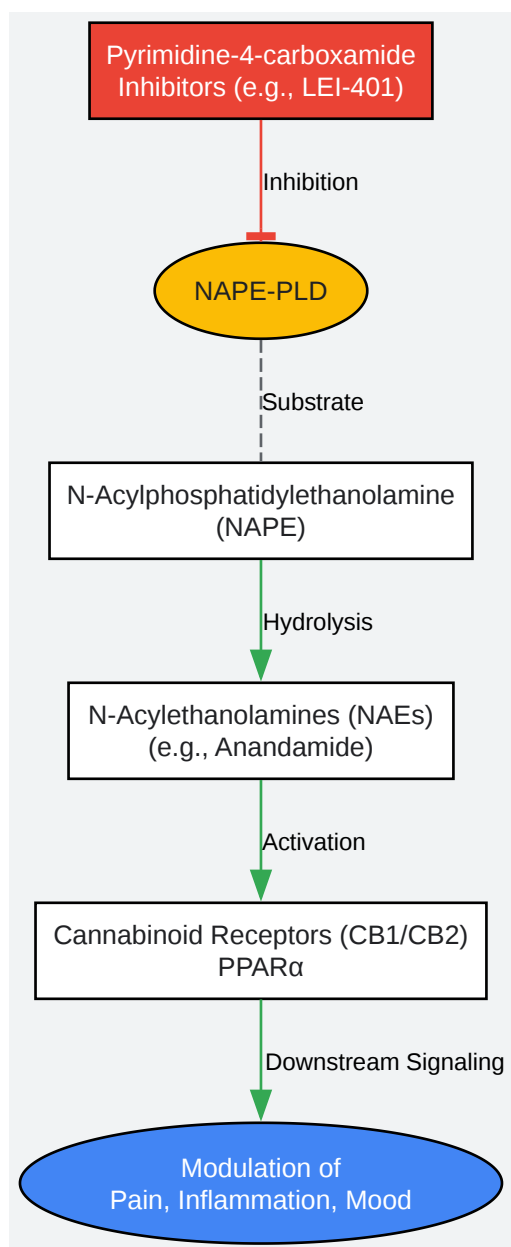 Pyrimidine-4-carboxamide
Inhibitors (e.g., LEI-401)
Inhibition
NAPE-PLD
Substrate
N-Acylphosphatidylethanolamine
(NAPE)
Hydrolysis
N-Acylethanolamines (NAEs)
(e.g., Anandamide)
Activation
Cannabinoid Receptors (CB1/CB2)
PPARα
Downstream Signaling
Modulation of
Pain, Inflammation, Mood